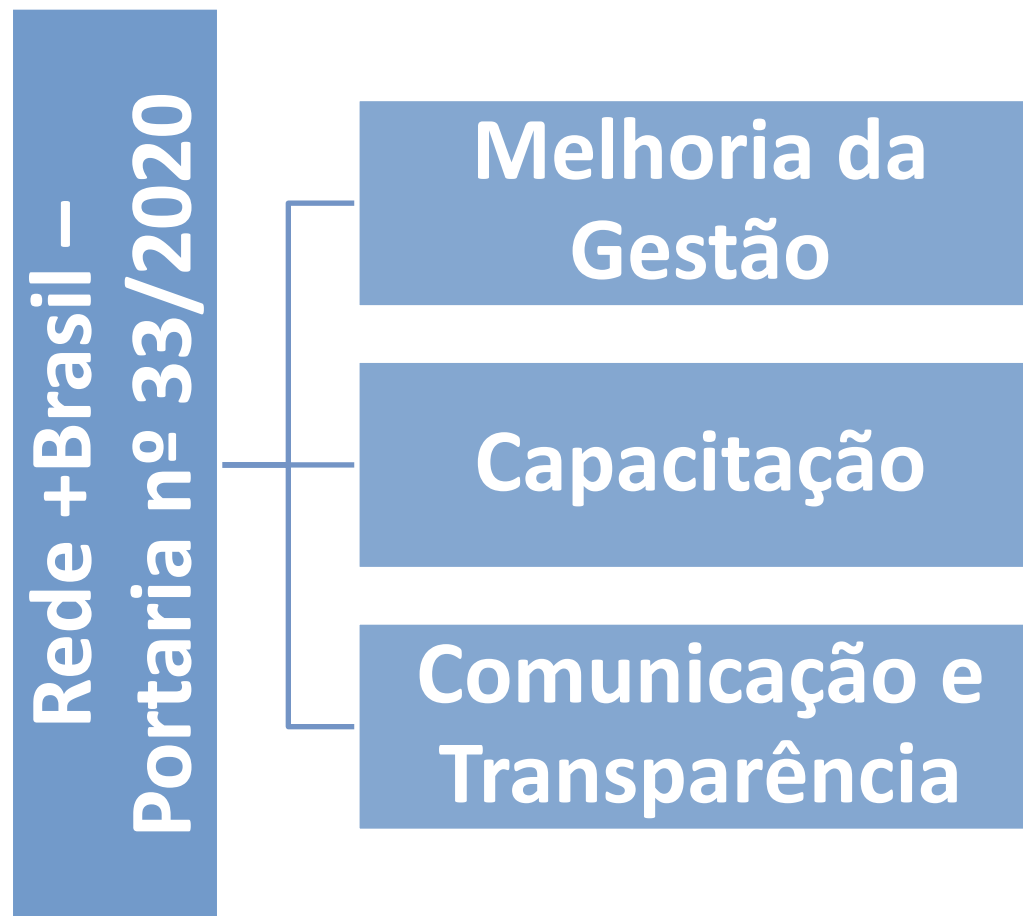 Rede +Brasil –
Portaria nº 33/2020
Melhoria da
Gestão
Capacitação
Comunicação e
Transparência